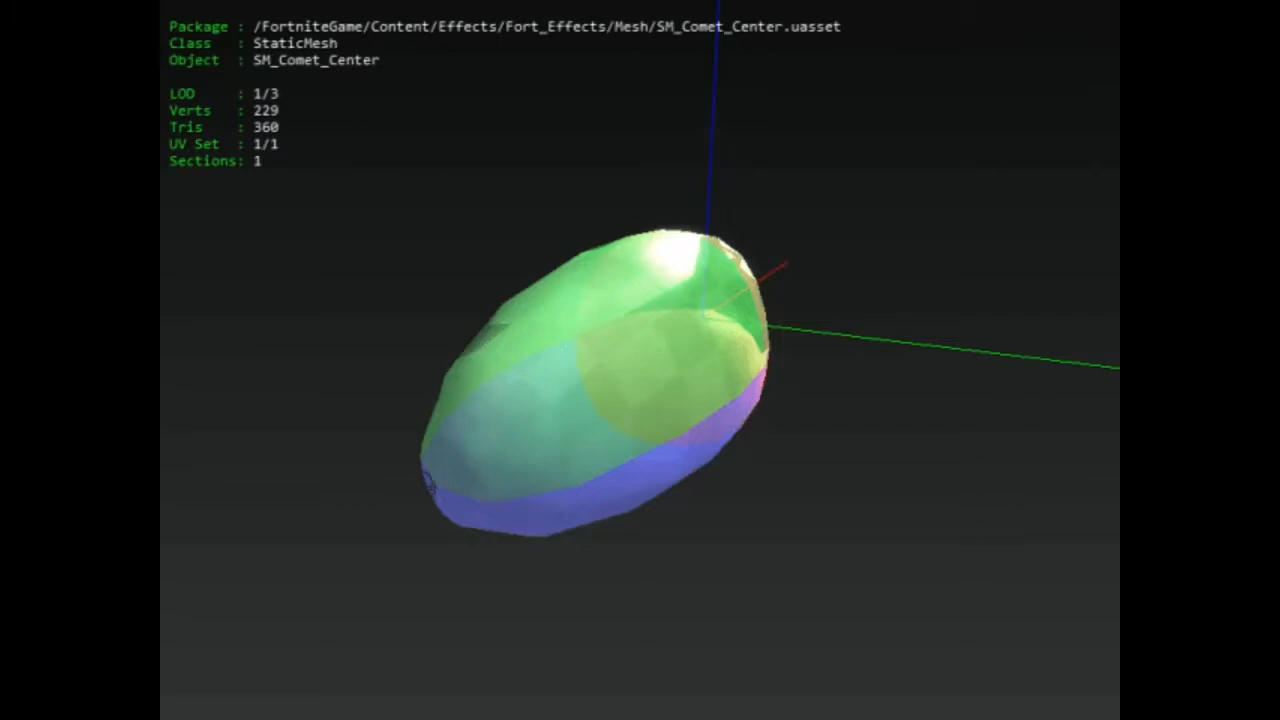 Package : /FortniteGame/Content/Effects/Fort_Effects/Mesh/SM_Comet_Center.uasset
Class : StaticMesh
Object : SM_Comet_Center
LOD : 1/3
Verts : 229
Tris : 360
UV Set : 1/1
Sections: 1